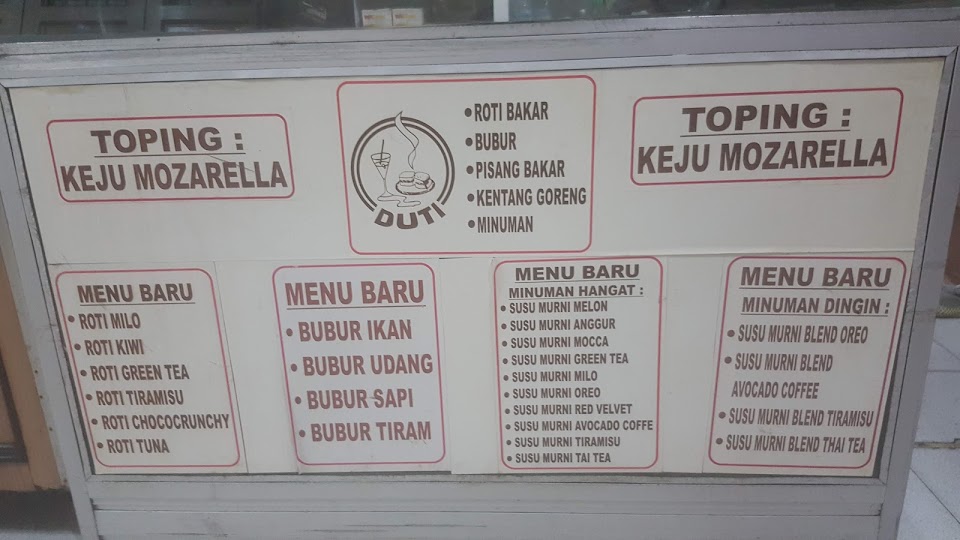 TOPING :
KEJU MOZARELLA
DUTI
• ROTI BAKAR
• BUBUR
• PISANG BAKAR
• KENTANG GORENG
• MINUMAN
TOPING :
KEJU MOZARELLA
MENU BARU
• ROTI MILO
• ROTI KIWI
• ROTI GREEN TEA
• ROTI TIRAMISU
• ROTI CHOCOCRUNCHY
• ROTI TUNA
MENU BARU
• BUBUR IKAN
• BUBUR UDANG
• BUBUR SAPI
• BUBUR TIRAM
MENU BARU
MINUMAN HANGAT :
• SUSU MURNI MELON
• SUSU MURNI ANGGUR
• SUSU MURNI MOCCA
• SUSU MURNI GREEN TEA
• SUSU MURNI MILO
• SUSU MURNI OREO
• SUSU MURNI RED VELVET
• SUSU MURNI AVOCADO COFFE
• SUSU MURNI TIRAMISU
• SUSU MURNI TAI TEA
MENU BARU
MINUMAN DINGIN :
• SUSU MURNI BLEND OREO
• SUSU MURNI BLEND
AVOCADO COFFEE
• SUSU MURNI BLEND TIRAMISU
• SUSU MURNI BLEND THAI TEA